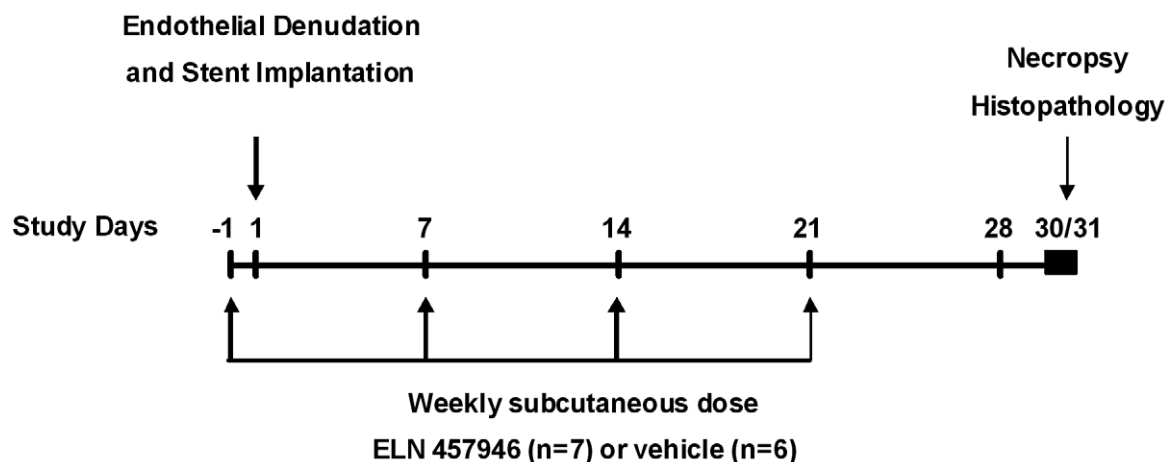 Endothelial Denudation
and Stent Implantation
Necropsy
Histopathology
Study Days -1 1 7 14 21 28 30/31
Weekly subcutaneous dose
ELN 457946 (n=7) or vehicle (n=6)